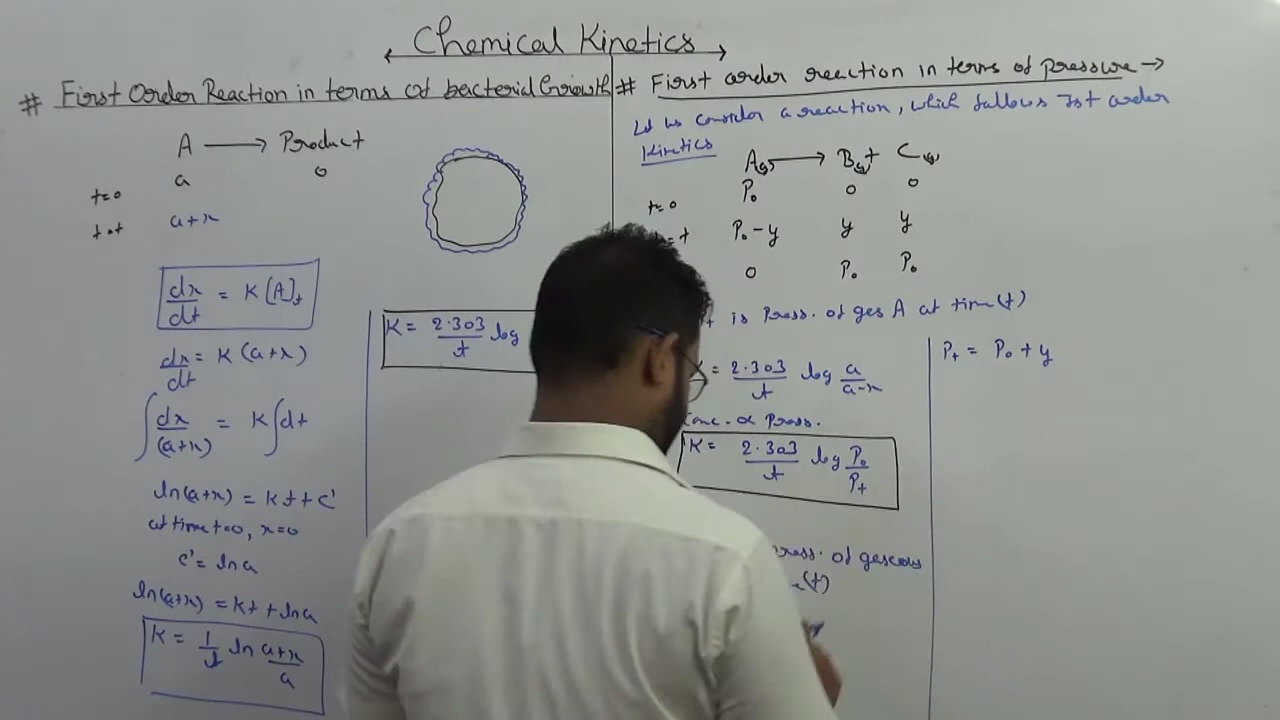 Chemical Kinetics
# First Order Reaction in terms of bacterial Growth
A → Product
t=0 a 0
t=t a+x
dx/dt = K[A]t
dx/dt = K(a+x)
∫dx/(a+x) = K∫dt
ln(a+x) = Kt+C'
at time t=0, x=0
C' = ln a
ln(a+x) = Kt + ln a
K = 1/t ln a+x/a
K = 2.303/t log
# First order reaction in terms of pressure →
Let us consider a reaction, which follows Ist order
Kinetics
A(g) → B(g) + C(g)
t=0 P₀ 0 0
= t P₀-y y y
0 P₀ P₀
is Press. of gas A at time(t)
= 2.303/t log a/a-x
Conc. ∝ Press.
K = 2.303/t log P₀/Pt
Press. of gaseous
(t)
Pt = P₀ + y